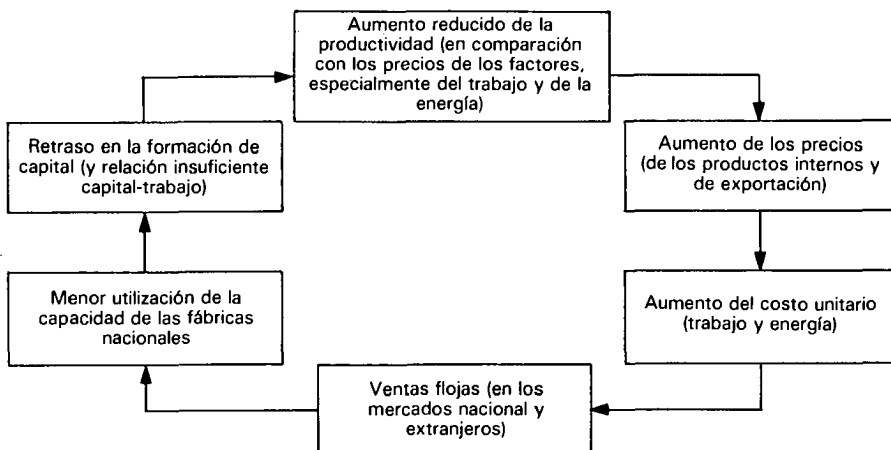 Aumento reducido de la
productividad (en comparación
con los precios de los factores,
especialmente del trabajo y de la
energía)
Aumento de los precios
(de los productos internos y
de exportación)
Aumento del costo unitario
(trabajo y energía)
Ventas flojas (en los
mercados nacional y
extranjeros)
Menor utilización de la
capacidad de las fábricas
nacionales
Retraso en la formación de
capital (y relación insuficiente
capital-trabajo)